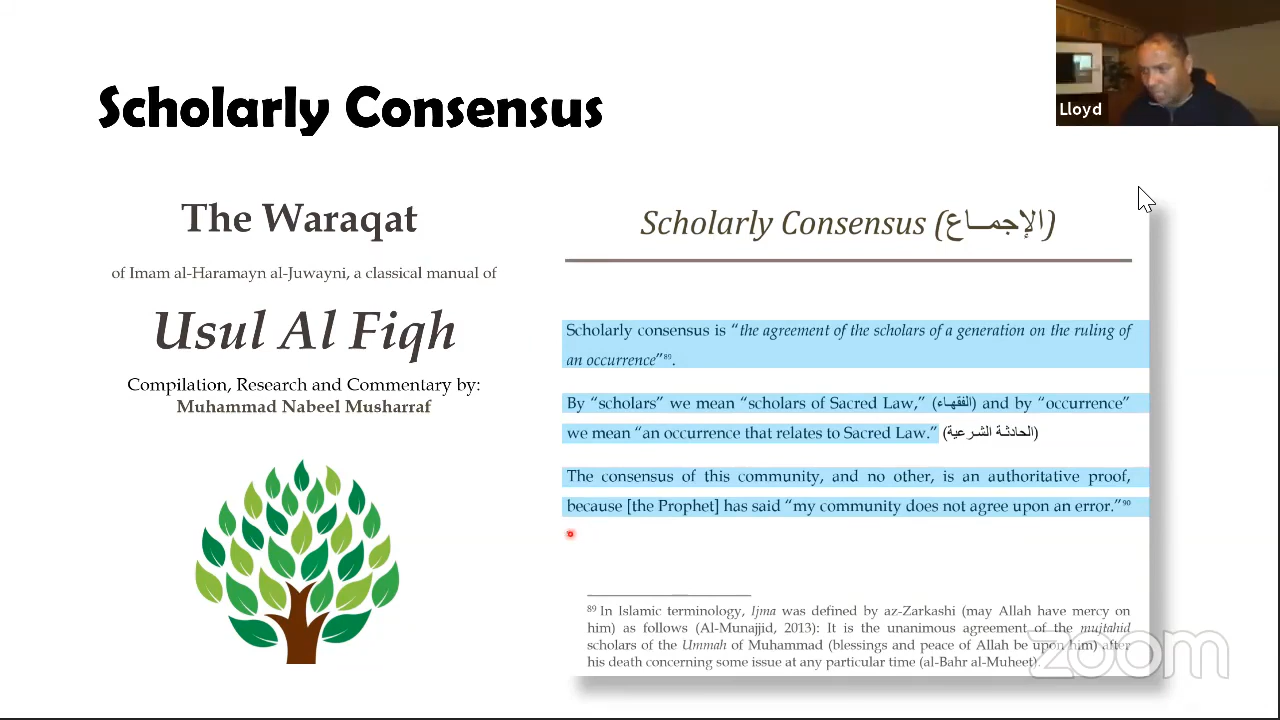 Scholarly Consensus
Lloyd
The Waraqat
of Imam al-Haramayn al-Juwayni, a classical manual of
Usul Al Fiqh
Compilation, Research and Commentary by:
Muhammad Nabeel Musharraf
Scholarly Consensus (الإجمــاع)
Scholarly consensus is “the agreement of the scholars of a generation on the ruling of
an occurrence”⁸⁹.
By “scholars” we mean “scholars of Sacred Law,” (الفقهـاء) and by “occurrence”
we mean “an occurrence that relates to Sacred Law.” (الحادثـة الشـرعية)
The consensus of this community, and no other, is an authoritative proof,
because [the Prophet] has said “my community does not agree upon an error.”⁹⁰
⁸⁹ In Islamic terminology, Ijma was defined by az-Zarkashi (may Allah have mercy on
him) as follows (Al-Munajjid, 2013): It is the unanimous agreement of the mujtahid
scholars of the Ummah of Muhammad (blessings and peace of Allah be upon him) after
his death concerning some issue at any particular time (al-Bahr al-Muheet).
zoom